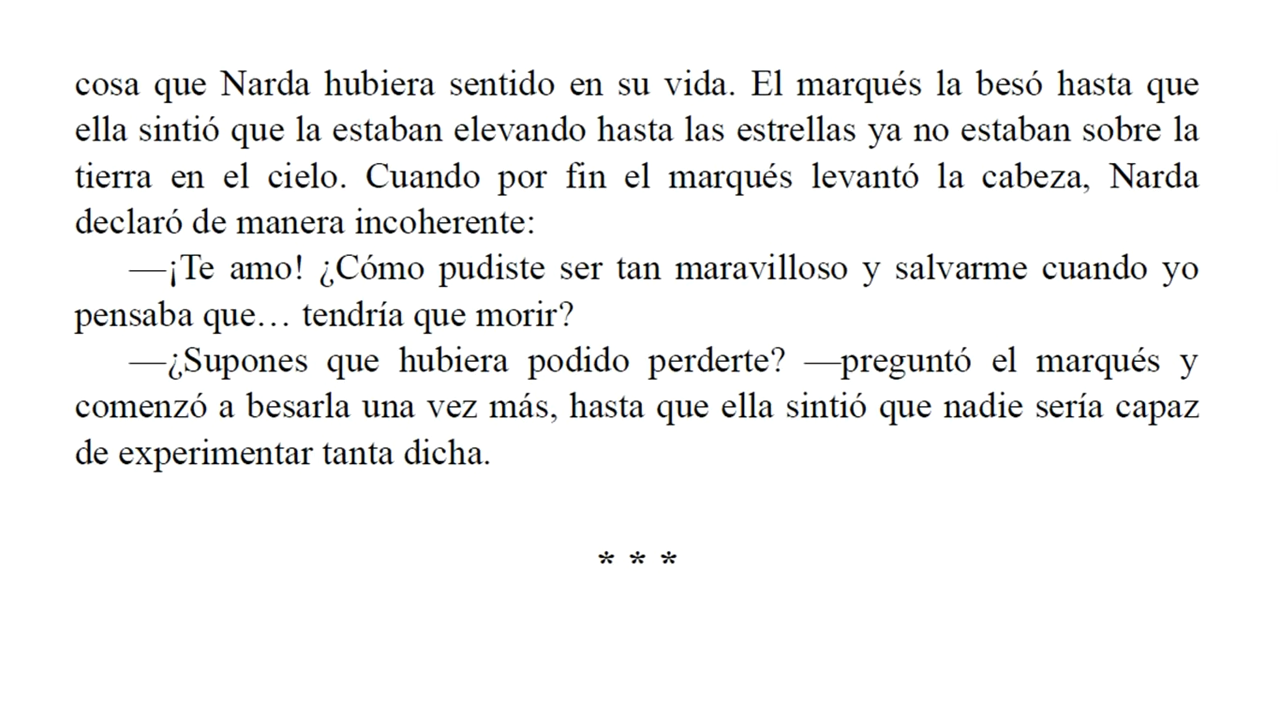 cosa que Narda hubiera sentido en su vida. El marqués la besó hasta que
ella sintió que la estaban elevando hasta las estrellas ya no estaban sobre la
tierra en el cielo. Cuando por fin el marqués levantó la cabeza, Narda
declaró de manera incoherente:
—¡Te amo! ¿Cómo pudiste ser tan maravilloso y salvarme cuando yo
pensaba que… tendría que morir?
—¿Supones que hubiera podido perderte? —preguntó el marqués y
comenzó a besarla una vez más, hasta que ella sintió que nadie sería capaz
de experimentar tanta dicha.
* * *